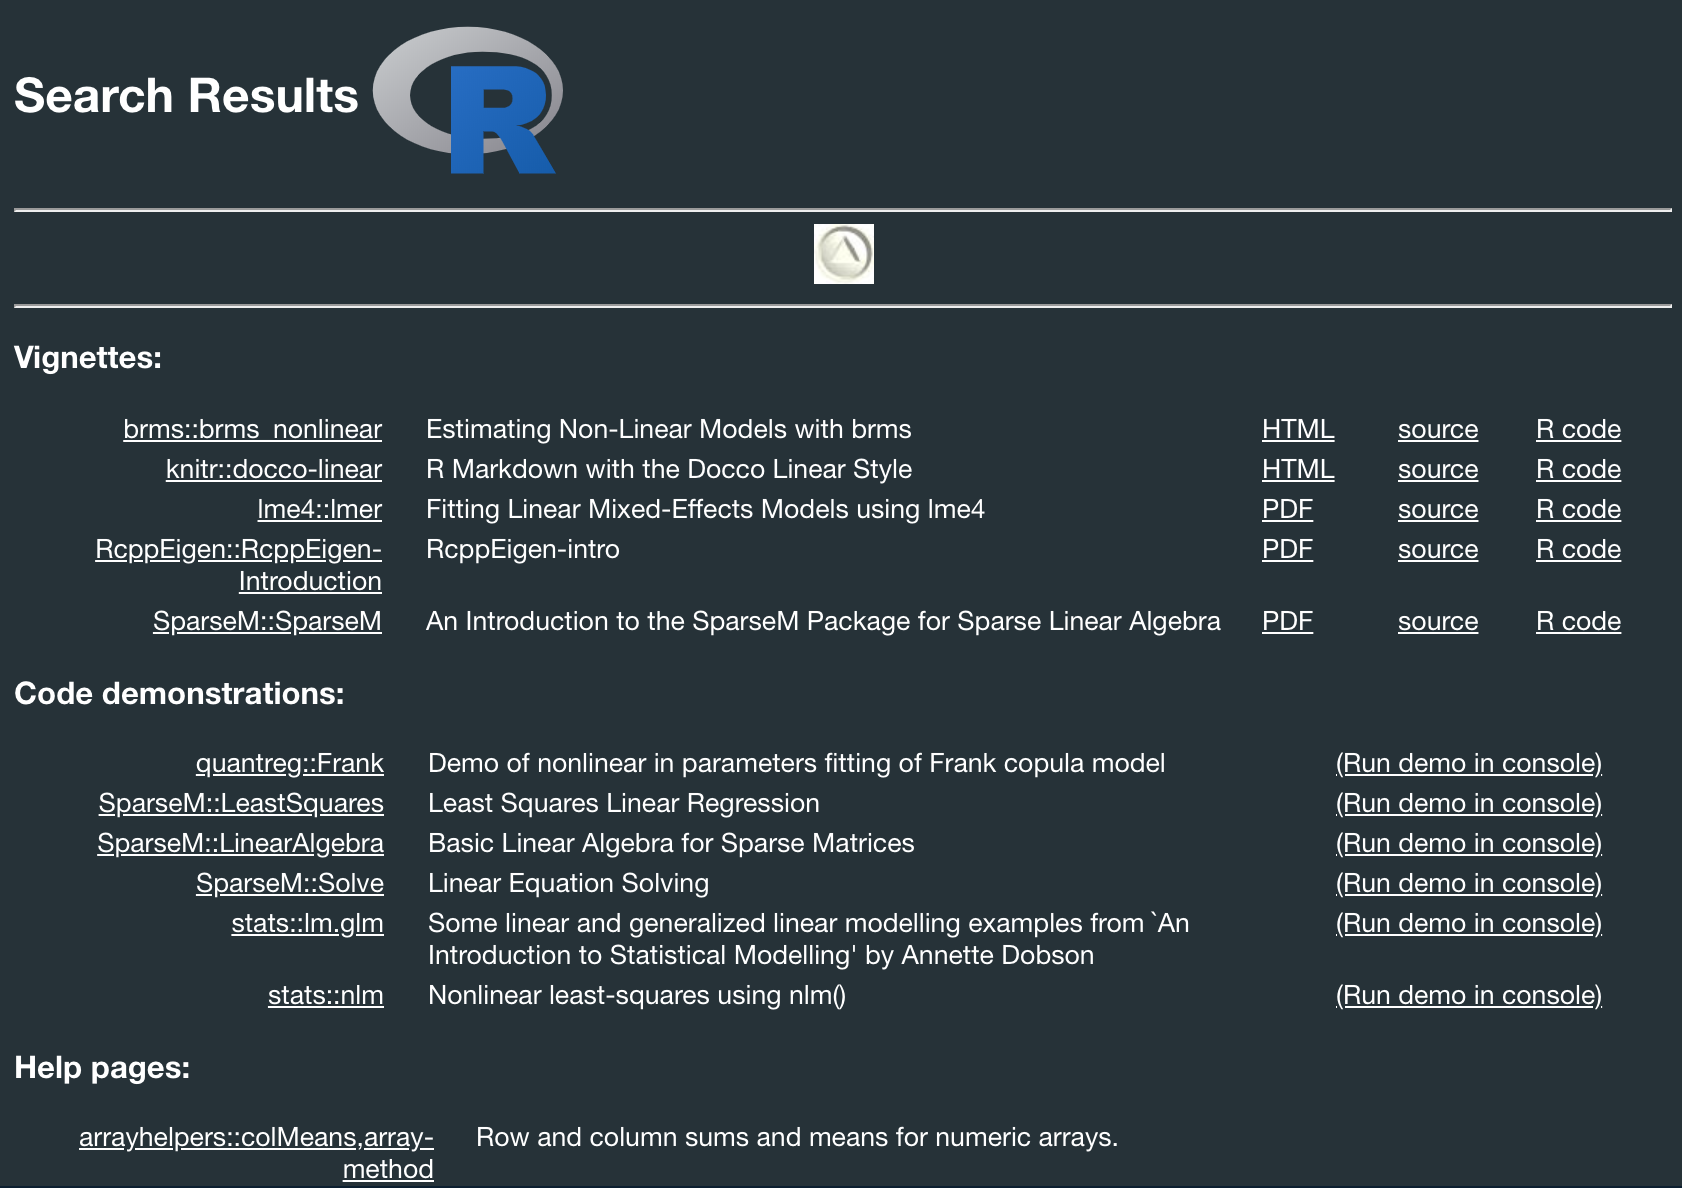 Search Results R
Vignettes:
brms::brms_nonlinear Estimating Non-Linear Models with brms HTML source R code
knitr::docco-linear R Markdown with the Docco Linear Style HTML source R code
lme4::lmer Fitting Linear Mixed-Effects Models using lme4 PDF source R code
RcppEigen::RcppEigen- RcppEigen-intro PDF source R code
Introduction
SparseM::SparseM An Introduction to the SparseM Package for Sparse Linear Algebra PDF source R code
Code demonstrations:
quantreg::Frank Demo of nonlinear in parameters fitting of Frank copula model (Run demo in console)
SparseM::LeastSquares Least Squares Linear Regression (Run demo in console)
SparseM::LinearAlgebra Basic Linear Algebra for Sparse Matrices (Run demo in console)
SparseM::Solve Linear Equation Solving (Run demo in console)
stats::lm.glm Some linear and generalized linear modelling examples from `An (Run demo in console)
Introduction to Statistical Modelling' by Annette Dobson
stats::nlm Nonlinear least-squares using nlm() (Run demo in console)
Help pages:
arrayhelpers::colMeans,array- Row and column sums and means for numeric arrays.
method